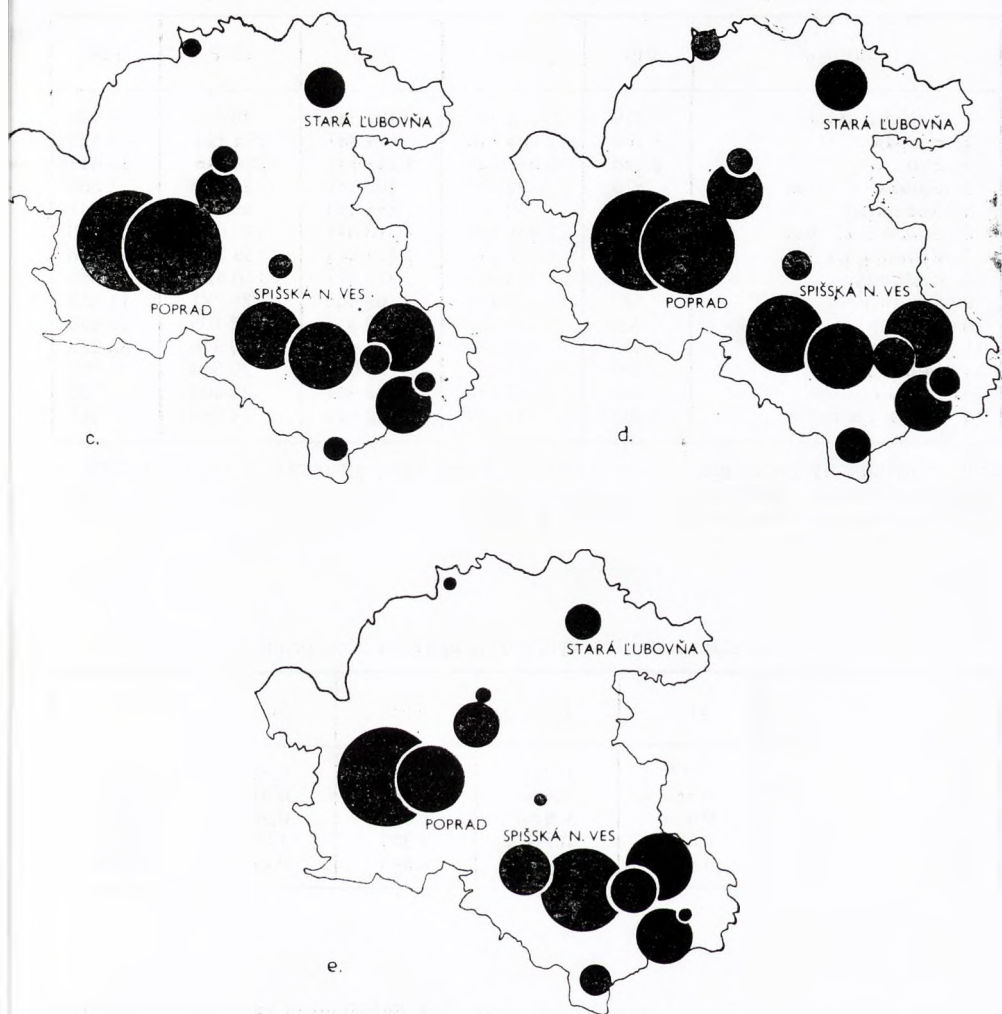 STARÁ ĽUBOVŇA
SPIŠSKÁ N. VES
POPRAD
c.
STARÁ ĽUBOVŇA
SPIŠSKÁ N. VES
POPRAD
d.
STARÁ ĽUBOVŇA
POPRAD
SPIŠSKÁ N. VES
e.